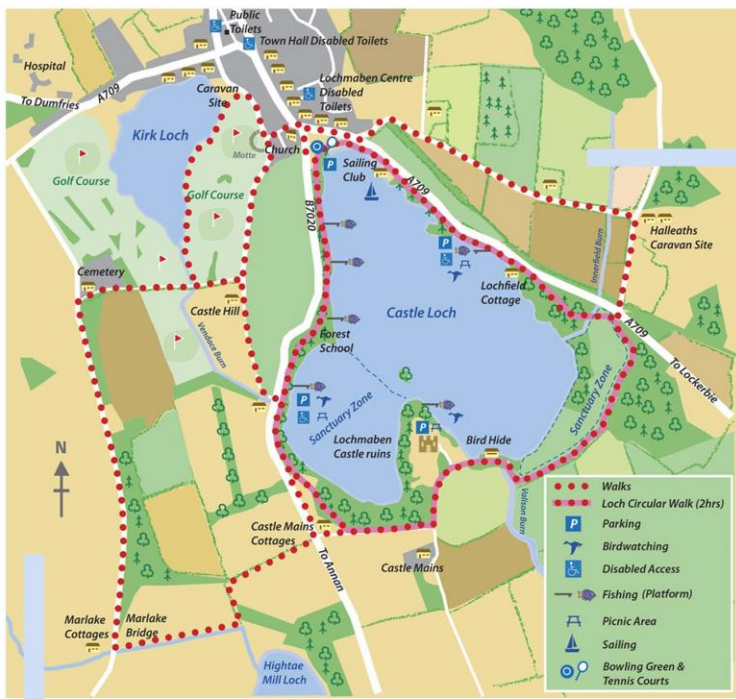 Public
Toilets
Town Hall Disabled Toilets
Hospital
To Dumfries
A709
Caravan
Site
Lochmaben Centre
Disabled
Toilets
Kirk Loch
Motte
Church
Golf Course
Golf Course
Sailing
Club
A709
B7020
Halleaths
Caravan Site
Innerfield Burn
Cemetery
Castle Hill
Vendace Burn
Lochfield
Cottage
Castle Loch
Forest
School
A709
To Lockerbie
Sanctuary Zone
Sanctuary Zone
Lochmaben
Castle ruins
Bird Hide
N
Valison Burn
Castle Mains
Cottages
To Annan
Castle Mains
Marlake
Cottages
Marlake
Bridge
Hightae
Mill Loch
Walks
Loch Circular Walk (2hrs)
P
Parking
Birdwatching
Disabled Access
Fishing (Platform)
Picnic Area
Sailing
Bowling Green &
Tennis Courts
P
P
P
P